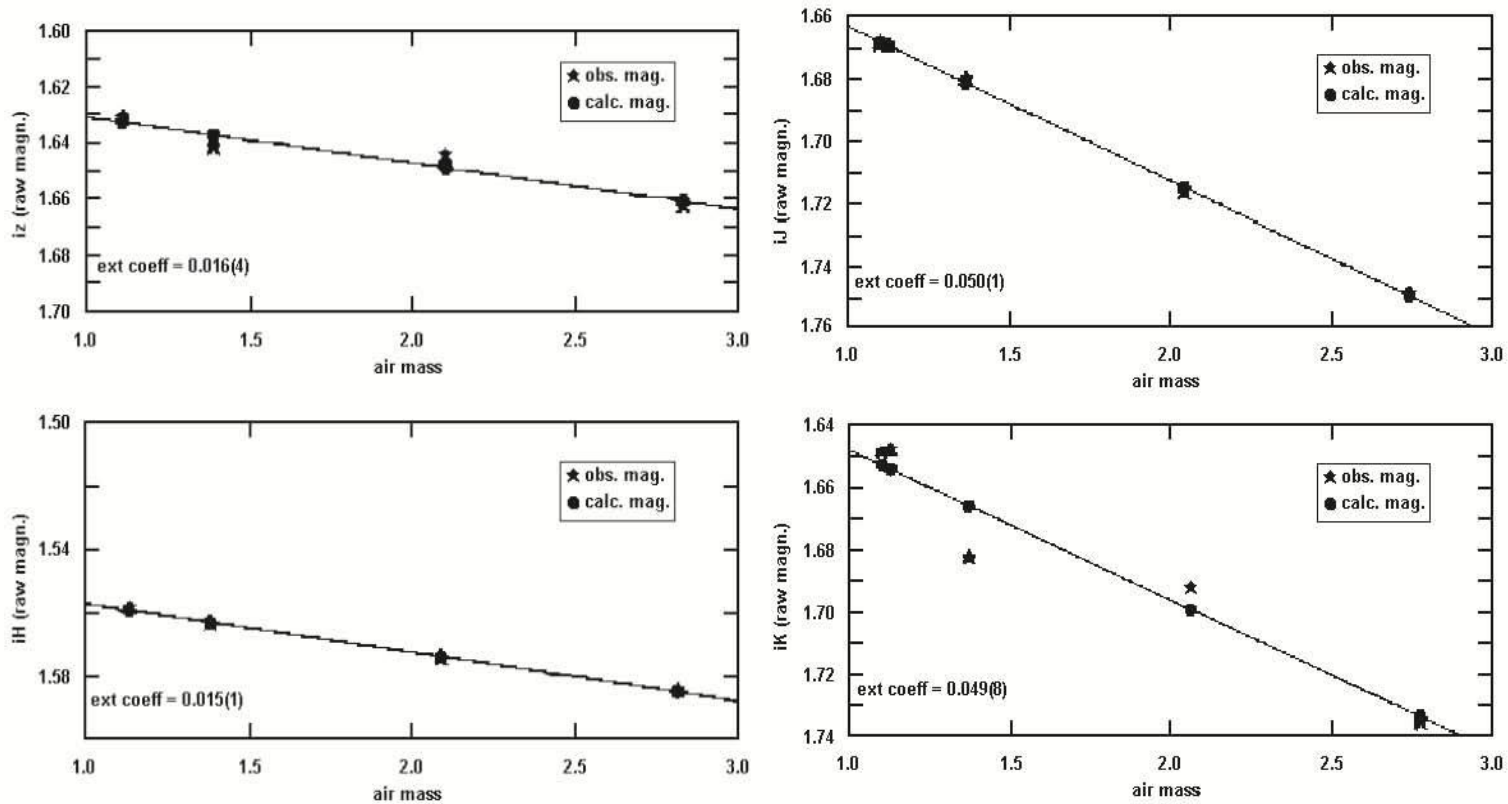 1.60
1.62
1.64
1.66
1.68
1.70
iz (raw magn.)
obs. mag.
calc. mag.
ext coeff = 0.016(4)
1.0 1.5 2.0 2.5 3.0
air mass
1.66
1.68
1.70
1.72
1.74
1.76
iJ (raw magn.)
obs. mag.
calc. mag.
ext coeff = 0.050(1)
1.0 1.5 2.0 2.5 3.0
air mass
1.50
1.54
1.58
iH (raw magn.)
obs. mag.
calc. mag.
ext coeff = 0.015(1)
1.0 1.5 2.0 2.5 3.0
air mass
1.64
1.66
1.68
1.70
1.72
1.74
iK (raw magn.)
obs. mag.
calc. mag.
ext coeff = 0.049(8)
1.0 1.5 2.0 2.5 3.0
air mass